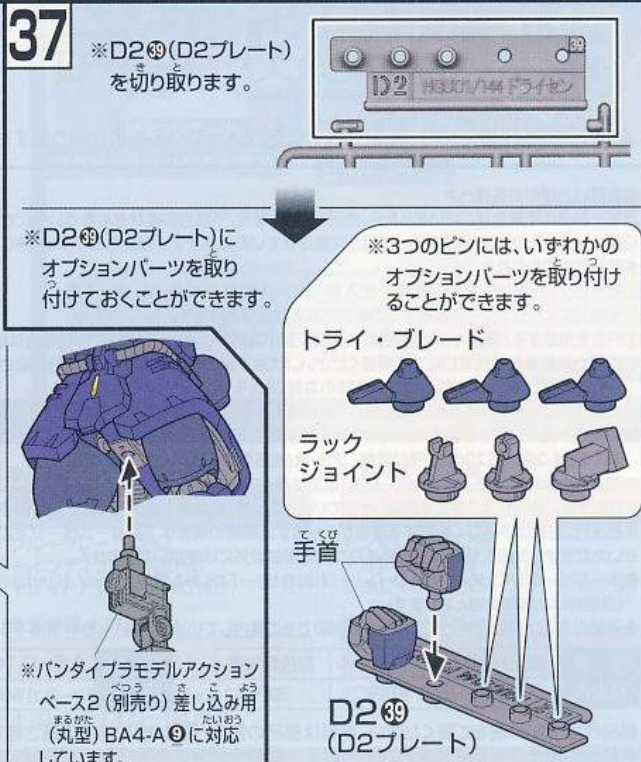 37
※D2㊴(D2プレート)
を切り取ります。
39
D2 HGUC1/144 ドライセン
※D2㊴(D2プレート)に
オプションパーツを取り
付けておくことができます。
※3つのピンには、いずれかの
オプションパーツを取り付け
ることができます。
トライ・ブレード
ラック
ジョイント
手首
※バンダイプラモデルアクション
ベース2(別売り)差し込み用
(丸型)BA4-A❾に対応
しています。
D2㊴
(D2プレート)